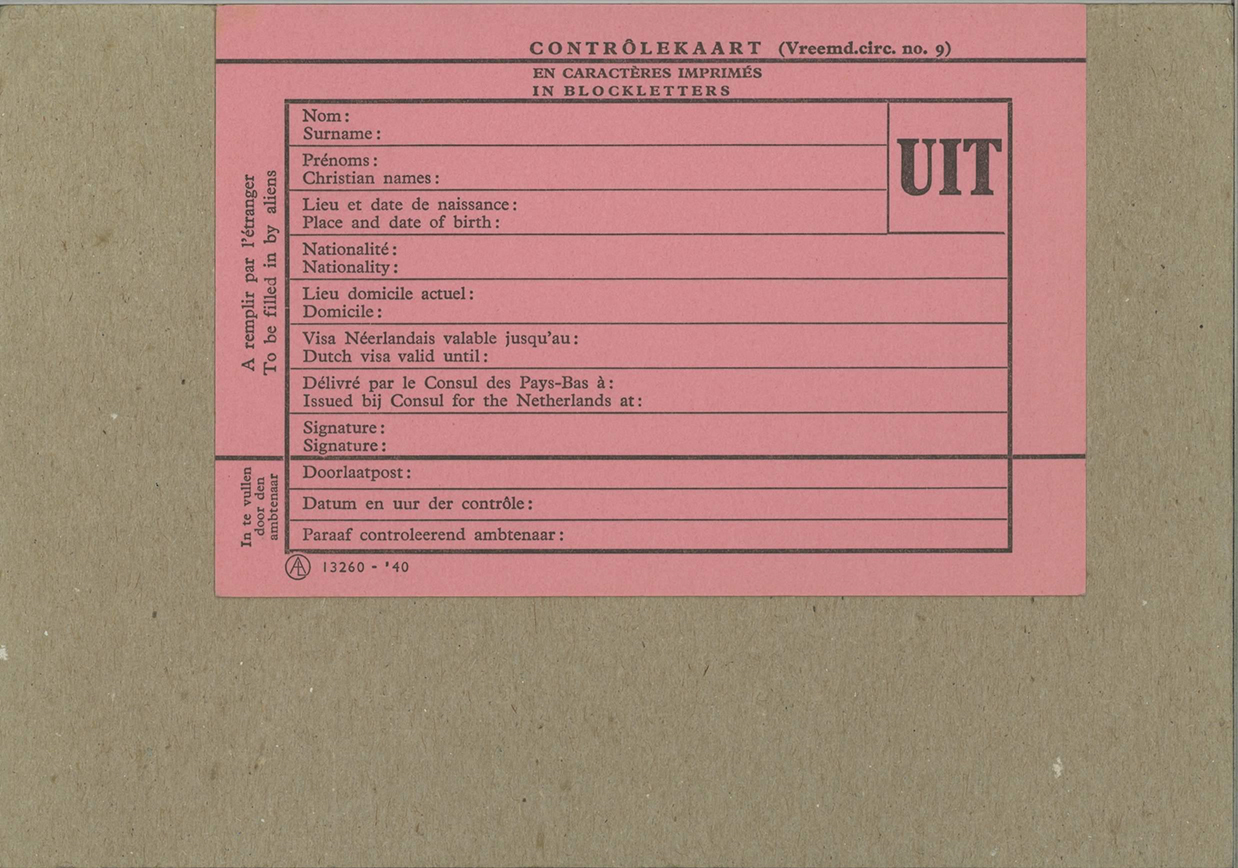 CONTRÔLEKAART (Vreemd.circ. no. 9)
EN CARACTÈRES IMPRIMÉS
IN BLOCKLETTERS
A remplir par l'étranger
To be filled in by aliens
Nom:
Surname:
UIT
Prénoms:
Christian names:
Lieu et date de naissance:
Place and date of birth:
Nationalité:
Nationality:
Lieu domicile actuel:
Domicile:
Visa Néerlandais valable jusqu'au:
Dutch visa valid until:
Délivré par le Consul des Pays-Bas à:
Issued bij Consul for the Netherlands at:
Signature:
Signature:
In te vullen
door den
ambtenaar
Doorlaatpost:
Datum en uur der contrôle:
Paraaf controleerend ambtenaar:
AL 13260 - '40